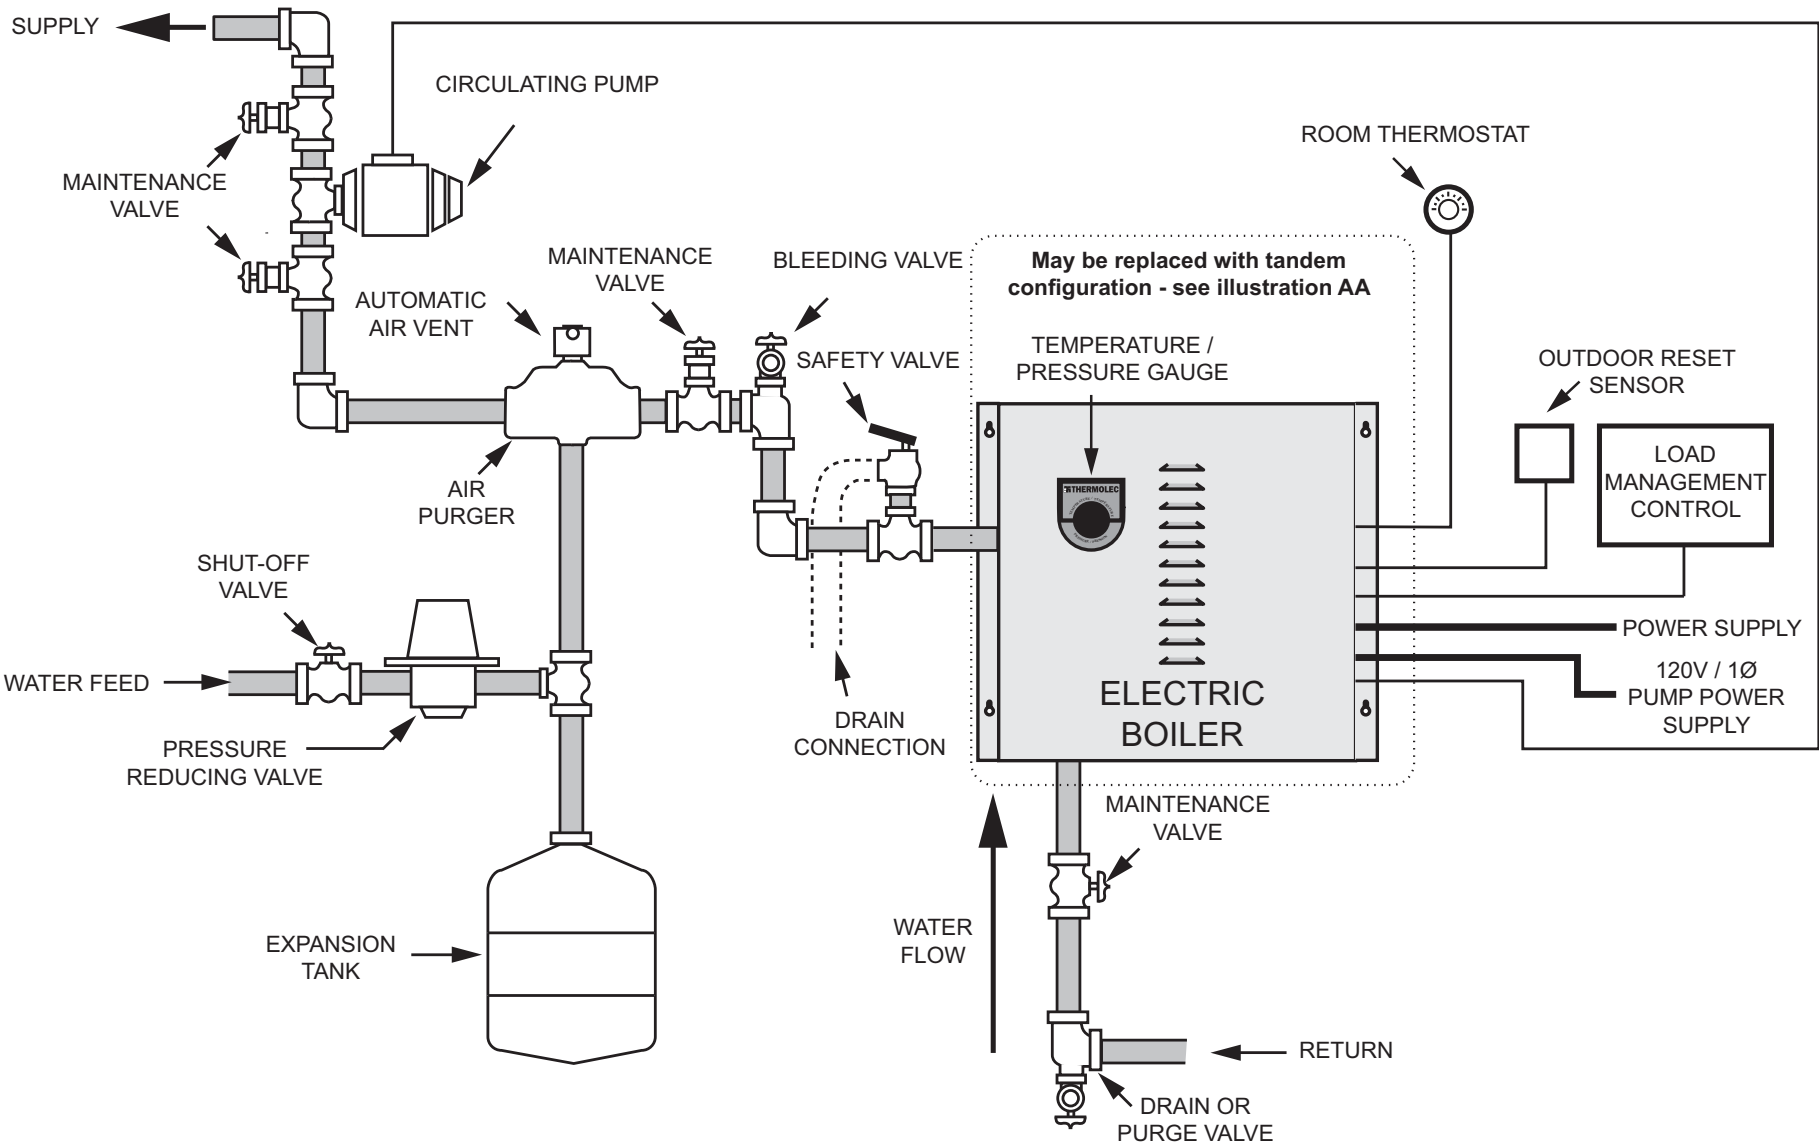 SUPPLY
CIRCULATING PUMP
ROOM THERMOSTAT
MAINTENANCE
VALVE
MAINTENANCE
VALVE
BLEEDING VALVE
May be replaced with tandem
configuration - see illustration AA
AUTOMATIC
AIR VENT
SAFETY VALVE
TEMPERATURE /
PRESSURE GAUGE
OUTDOOR RESET
SENSOR
LOAD
MANAGEMENT
CONTROL
THERMOLEC
AIR
PURGER
SHUT-OFF
VALVE
WATER FEED
PRESSURE
REDUCING VALVE
DRAIN
CONNECTION
ELECTRIC
BOILER
POWER SUPPLY
120V / 1Ø
PUMP POWER
SUPPLY
MAINTENANCE
VALVE
WATER
FLOW
EXPANSION
TANK
RETURN
DRAIN OR
PURGE VALVE